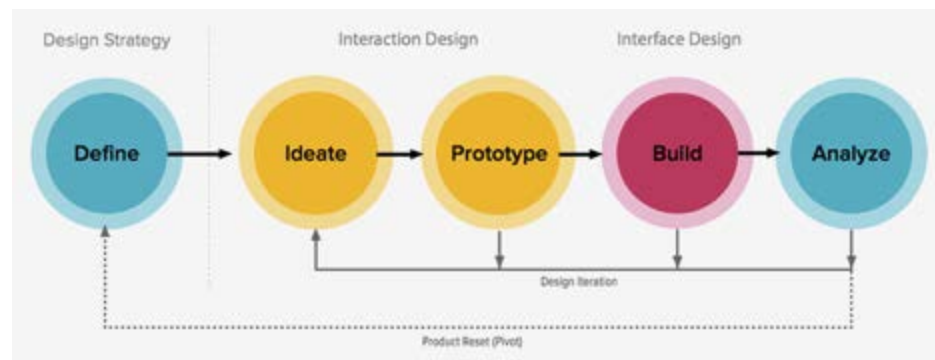 Design Strategy
Interaction Design
Interface Design
Define
Ideate
Prototype
Build
Analyze
Design Iteration
Product Reset (Pivot)